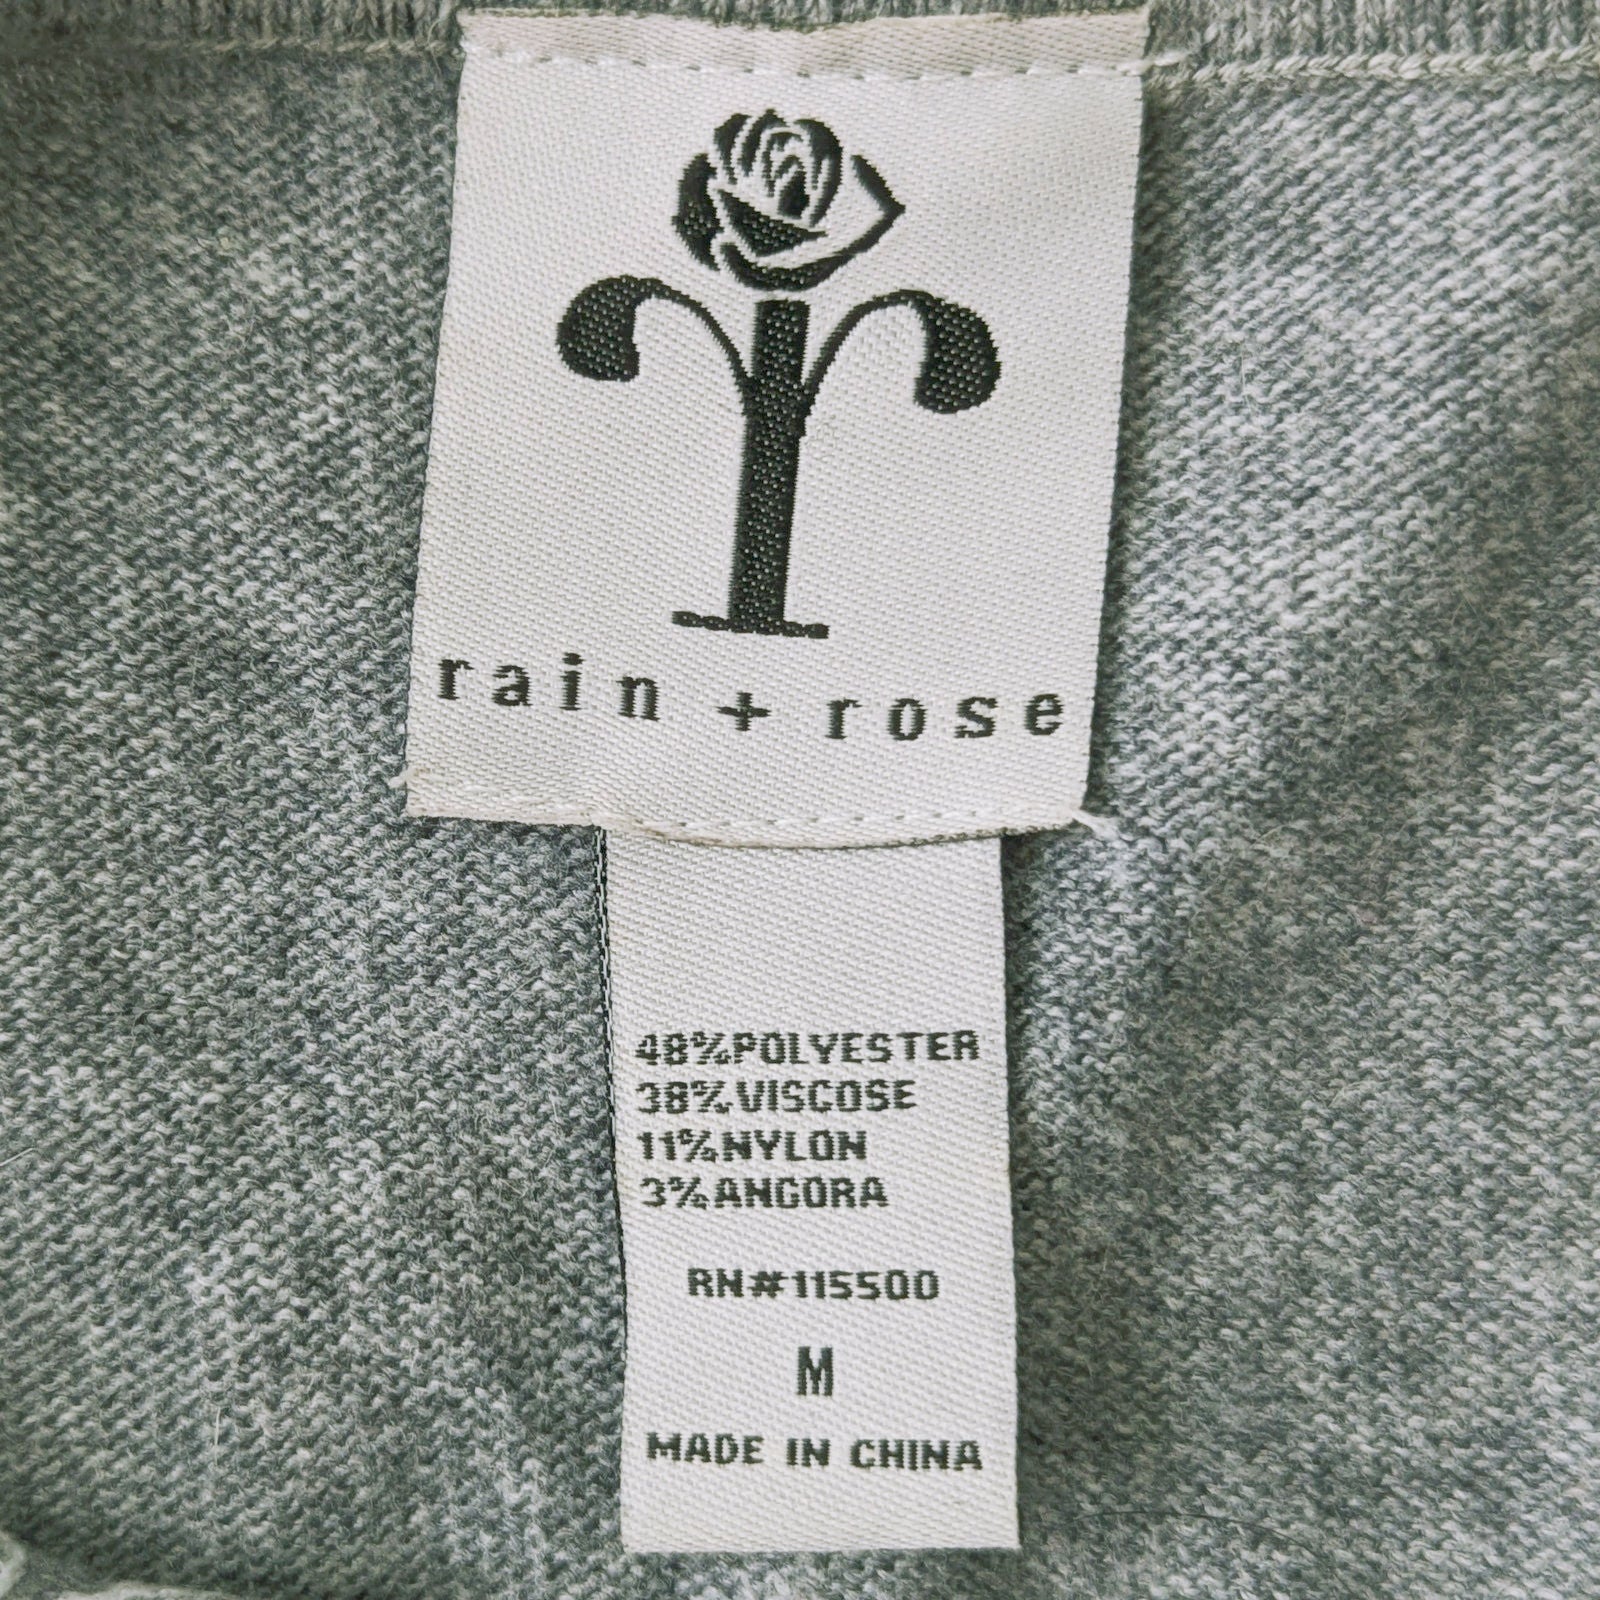 rain + rose
48%POLYESTER
38%VISCOSE
11%NYLON
3%ANGORA
RN#115500
M
MADE IN CHINA